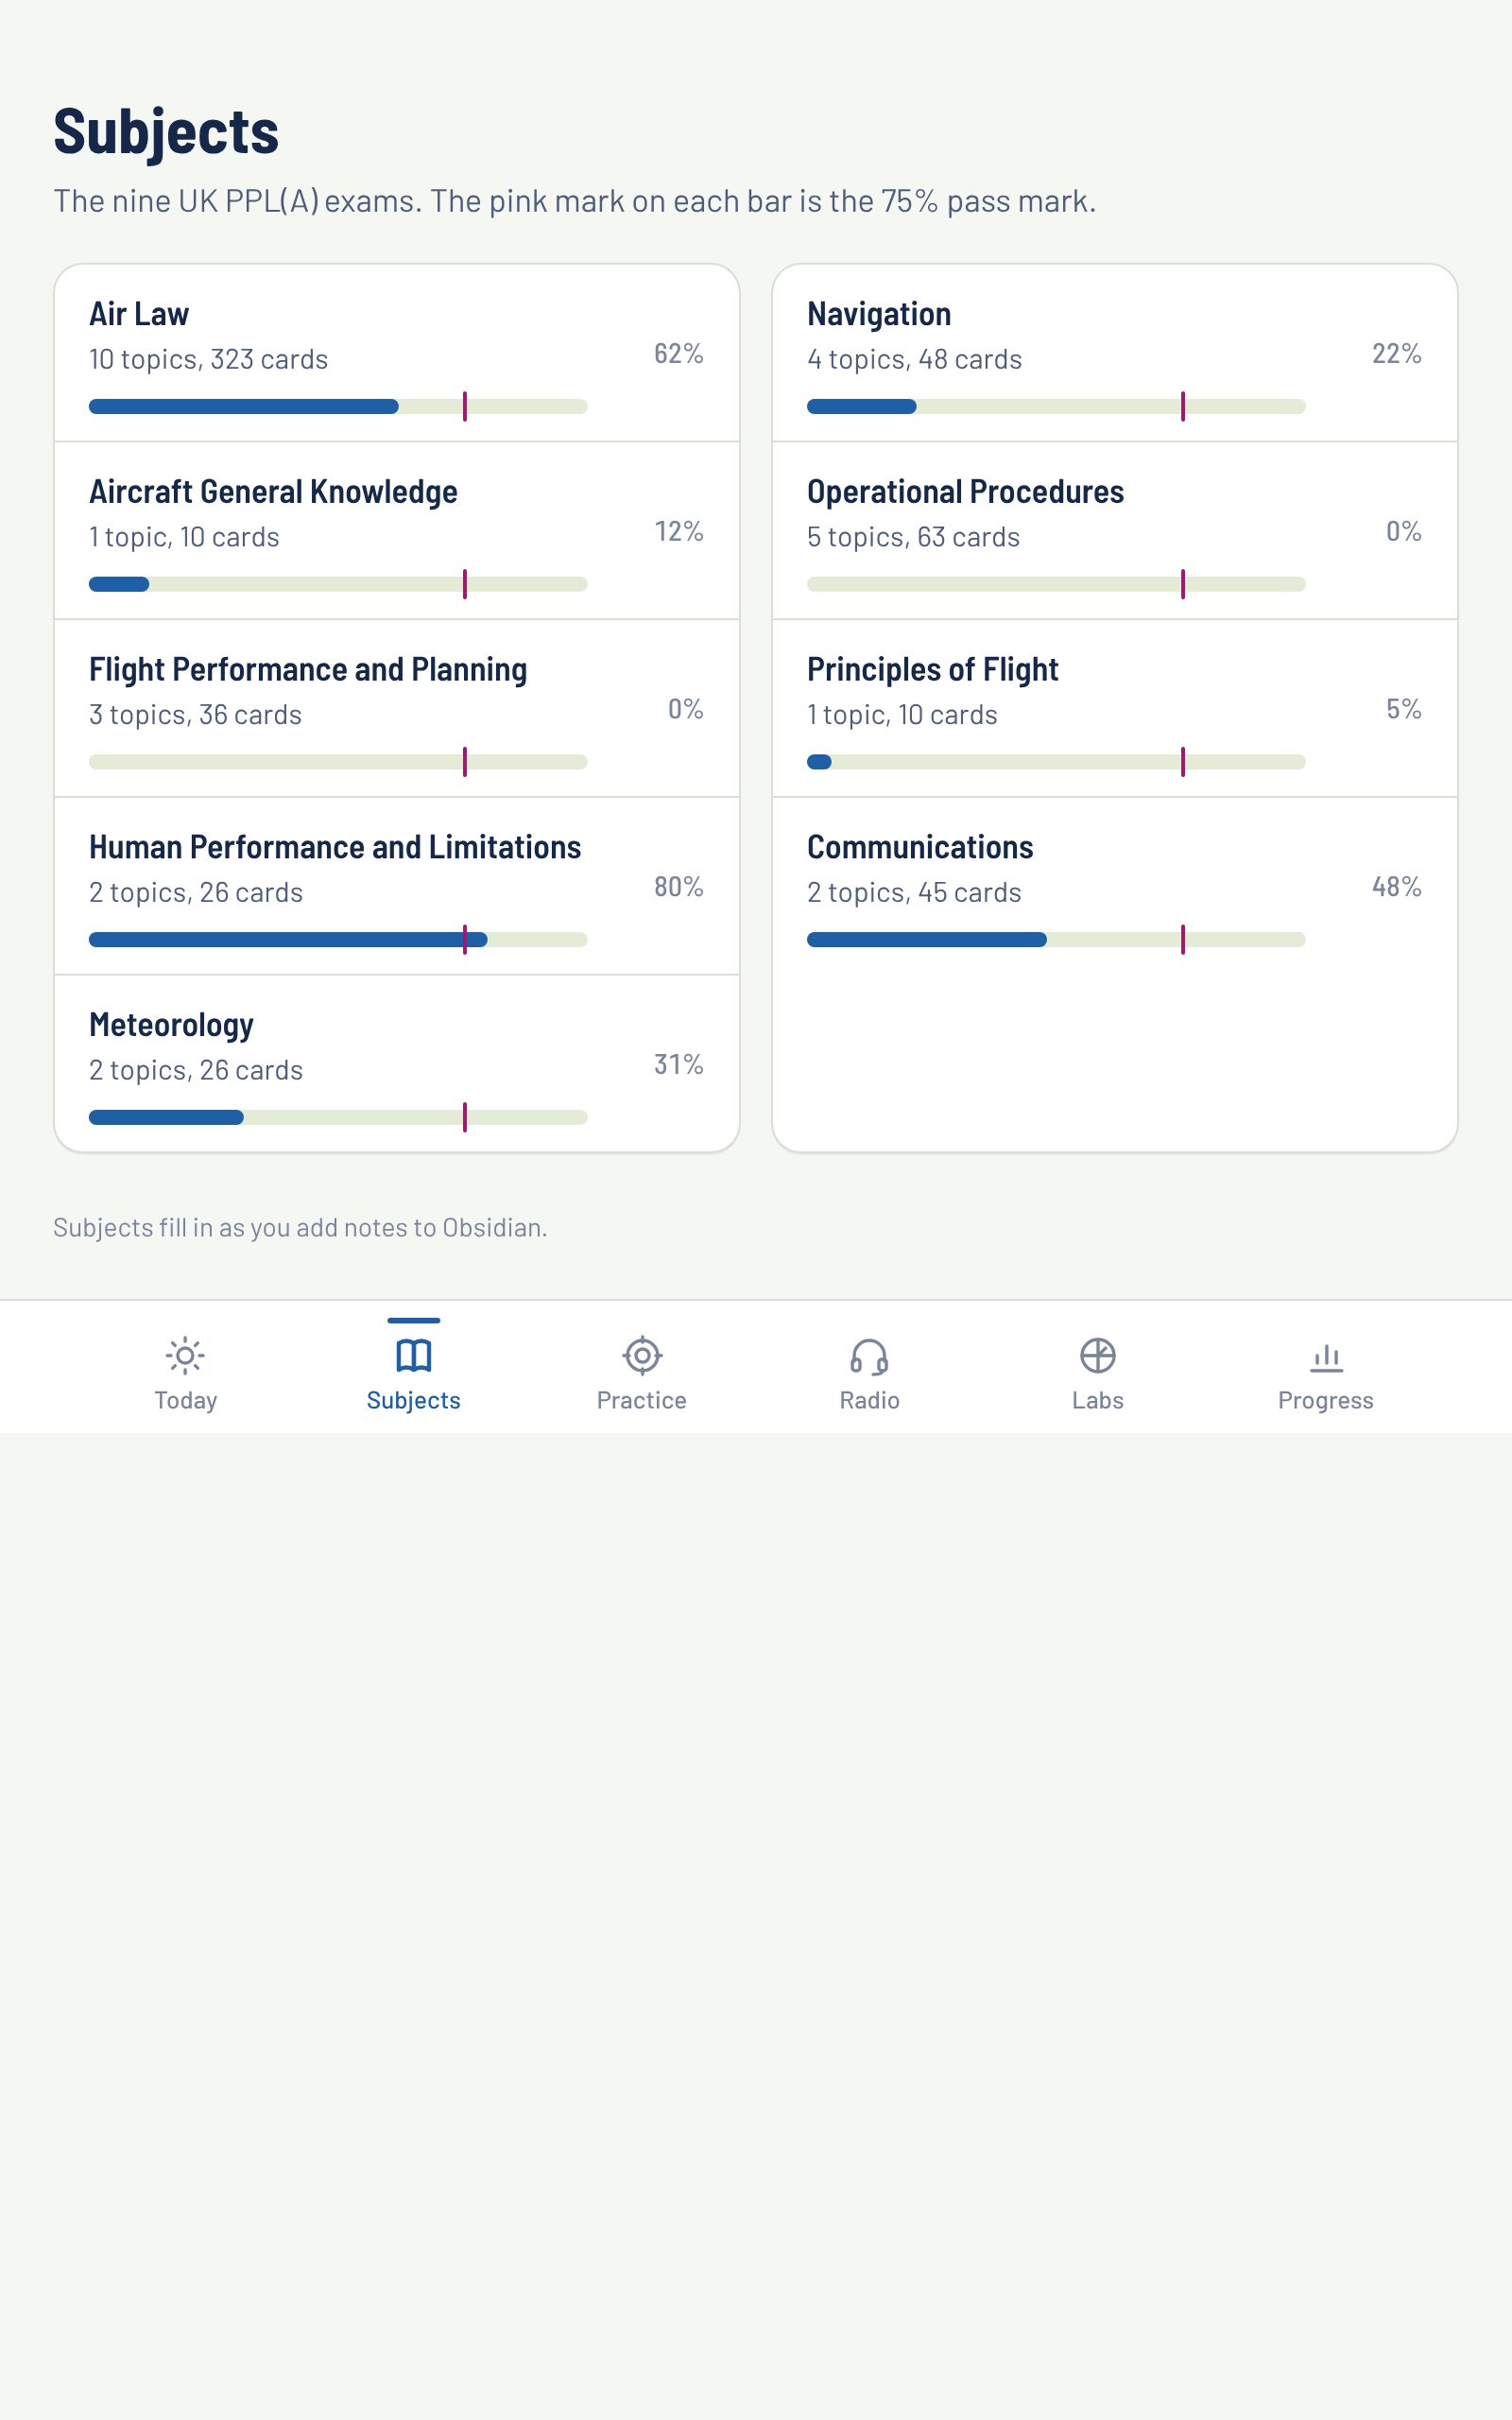 Subjects
The nine UK PPL(A) exams. The pink mark on each bar is the 75% pass mark.
Air Law
10 topics, 323 cards
62%
Aircraft General Knowledge
1 topic, 10 cards
12%
Flight Performance and Planning
3 topics, 36 cards
0%
Human Performance and Limitations
2 topics, 26 cards
80%
Meteorology
2 topics, 26 cards
31%
Navigation
4 topics, 48 cards
22%
Operational Procedures
5 topics, 63 cards
0%
Principles of Flight
1 topic, 10 cards
5%
Communications
2 topics, 45 cards
48%
Subjects fill in as you add notes to Obsidian.
Today
Subjects
Practice
Radio
Labs
Progress